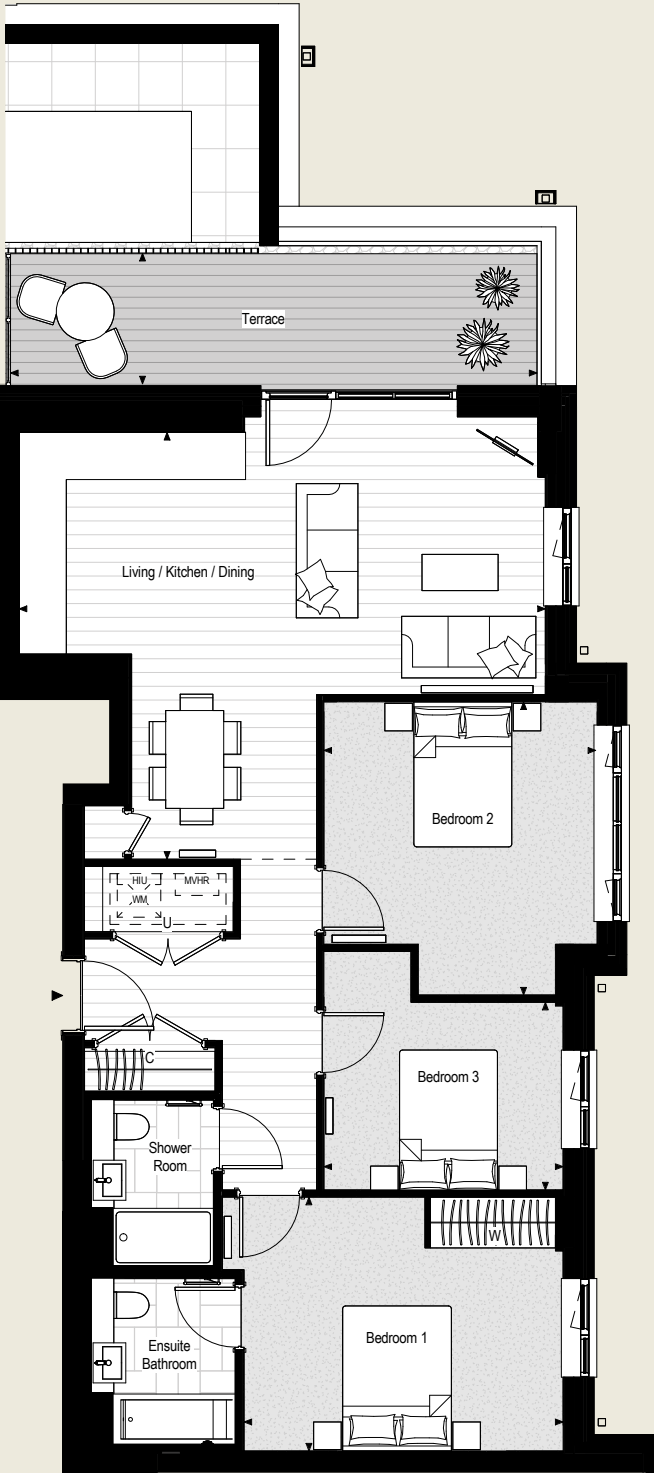 Terrace
Living / Kitchen / Dining
Bedroom 2
HIU
MVHR
WM
U
C
Bedroom 3
Shower
Room
W
Bedroom 1
Ensuite
Bathroom